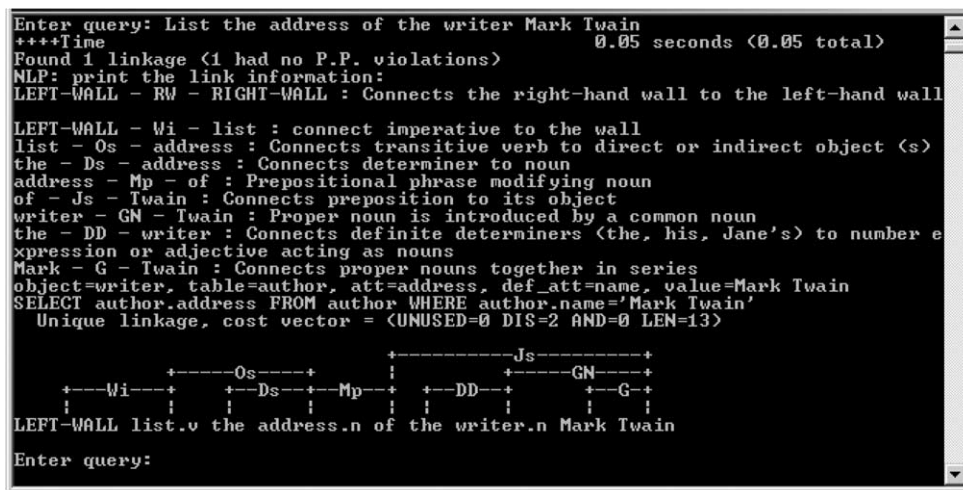 Enter query: List the address of the writer Mark Twain
++++Time                                          0.05 seconds (0.05 total)
Found 1 linkage (1 had no P.P. violations)
NLP: print the link information:
LEFT-WALL - RW - RIGHT-WALL : Connects the right-hand wall to the left-hand wall

LEFT-WALL - Wi - list : connect imperative to the wall
list - Os - address : Connects transitive verb to direct or indirect object (s)
the - Ds - address : Connects determiner to noun
address - Mp - of : Prepositional phrase modifying noun
of - Js - Twain : Connects preposition to its object
writer - GN - Twain : Proper noun is introduced by a common noun
the - DD - writer : Connects definite determiners (the, his, Jane's) to number e
xpression or adjective acting as nouns
Mark - G - Twain : Connects proper nouns together in series
object=writer, table=author, att=address, def_att=name, value=Mark Twain
SELECT author.address FROM author WHERE author.name='Mark Twain'
  Unique linkage, cost vector = (UNUSED=0 DIS=2 AND=0 LEN=13)

                               +----------Js---------+
            +-----Os----+      |          +-----GN----+
    +---Wi---+    +--Ds--+--Mp--+  +--DD--+       +--G-+
    |        |    |      |      |  |      |       |    |
LEFT-WALL list.v the address.n of the writer.n Mark Twain

Enter query: